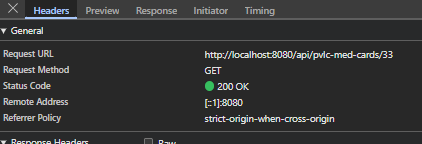 Headers Preview Response Initiator Timing
General
Request URL http://localhost:8080/api/pvlc-med-cards/33
Request Method GET
Status Code 200 OK
Remote Address [::1]:8080
Referrer Policy strict-origin-when-cross-origin
Response Headers Raw